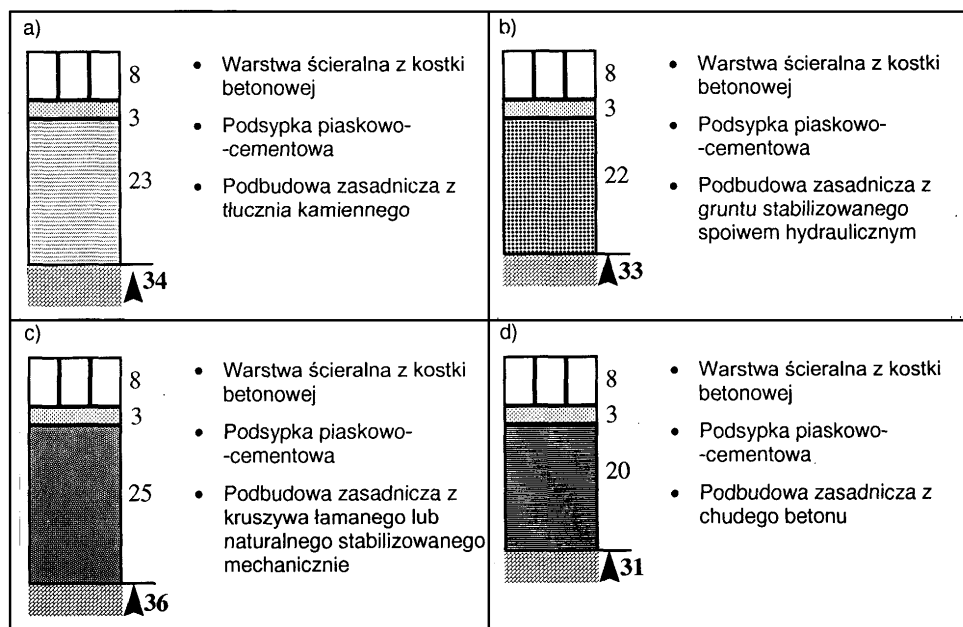 a)
8
3
23
34
• Warstwa ścieralna z kostki
betonowej
• Podsypka piaskowo-
-cementowa
• Podbudowa zasadnicza z
tłucznia kamiennego
b)
8
3
22
33
• Warstwa ścieralna z kostki
betonowej
• Podsypka piaskowo-
-cementowa
• Podbudowa zasadnicza z
gruntu stabilizowanego
spoiwem hydraulicznym
c)
8
3
25
36
• Warstwa ścieralna z kostki
betonowej
• Podsypka piaskowo-
-cementowa
• Podbudowa zasadnicza z
kruszywa łamanego lub
naturalnego stabilizowanego
mechanicznie
d)
8
3
20
31
• Warstwa ścieralna z kostki
betonowej
• Podsypka piaskowo-
-cementowa
• Podbudowa zasadnicza z
chudego betonu